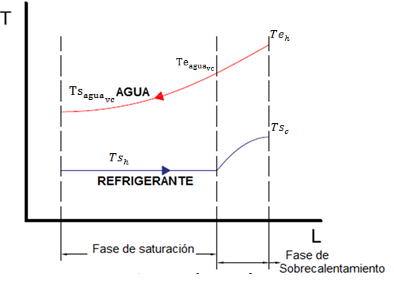 T
Te_h
Te_agua_vc
Ts_agua_vc AGUA
Ts_c
Ts_h
REFRIGERANTE
L
Fase de saturación
Fase de
Sobrecalentamiento